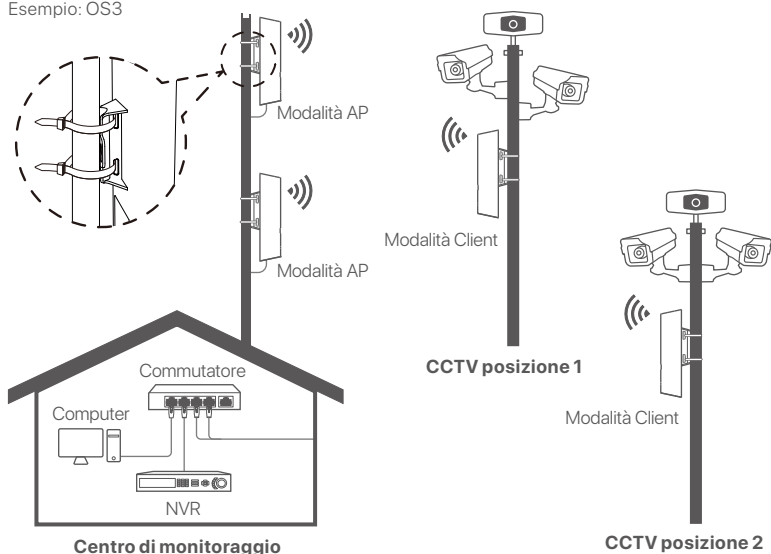 Esempio: OS3
Modalità AP
Modalità AP
Modalità Client
CCTV posizione 1
Modalità Client
CCTV posizione 2
Commutatore
Computer
NVR
Centro di monitoraggio